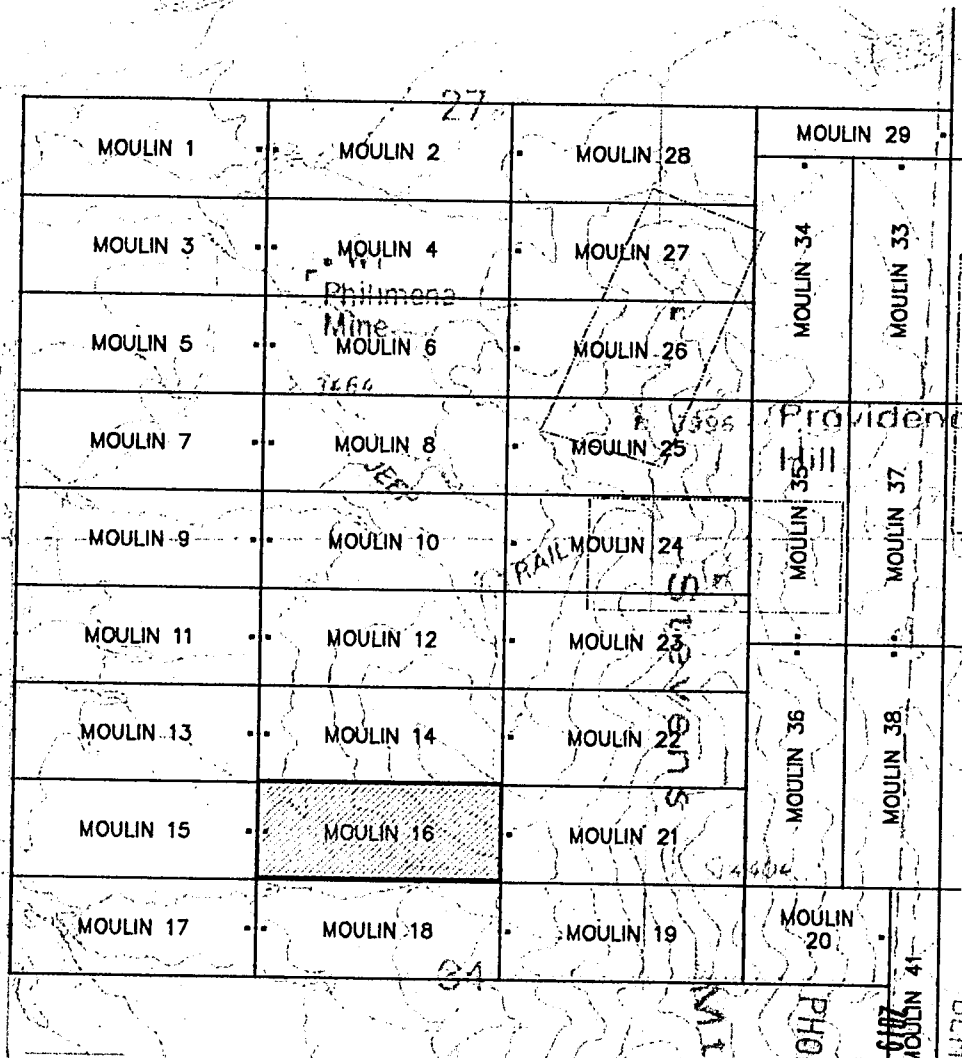 27
MOULIN 1
MOULIN 2
MOULIN 28
MOULIN 29
MOULIN 3
MOULIN 4
MOULIN 27
MOULIN 34
MOULIN 33
Philimena
Mine
MOULIN 5
MOULIN 6
MOULIN 26
MOULIN 7
MOULIN 8
MOULIN 25
Providenc
Hill
MOULIN 35
MOULIN 37
JEEP
MOULIN 9
MOULIN 10
RAIL
MOULIN 24
MOULIN 11
MOULIN 12
MOULIN 23
Stevens
MOULIN 13
MOULIN 14
MOULIN 22
MOULIN 36
MOULIN 38
MOULIN 15
MOULIN 16
MOULIN 21
MOULIN 17
MOULIN 18
MOULIN 19
MOULIN
20
MOULIN 41
PHO